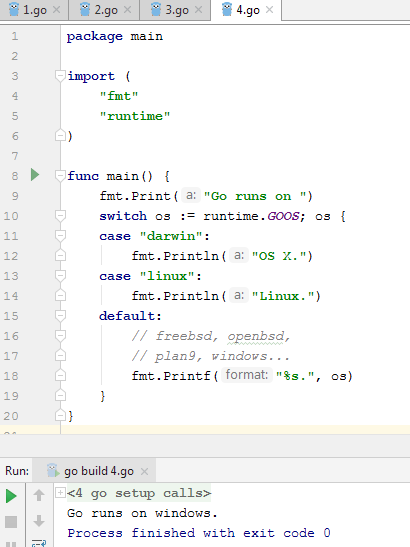 1.go × 2.go × 3.go × 4.go ×
1 package main
2
3 import (
4 "fmt"
5 "runtime"
6 )
7
8 func main() {
9 fmt.Print( a: "Go runs on ")
10 switch os := runtime.GOOS; os {
11 case "darwin":
12 fmt.Println( a: "OS X.")
13 case "linux":
14 fmt.Println( a: "Linux.")
15 default:
16 // freebsd, openbsd,
17 // plan9, windows...
18 fmt.Printf( format: "%s.", os)
19 }
20 }
21
Run: go build 4.go ×
<4 go setup calls>
Go runs on windows.
Process finished with exit code 0